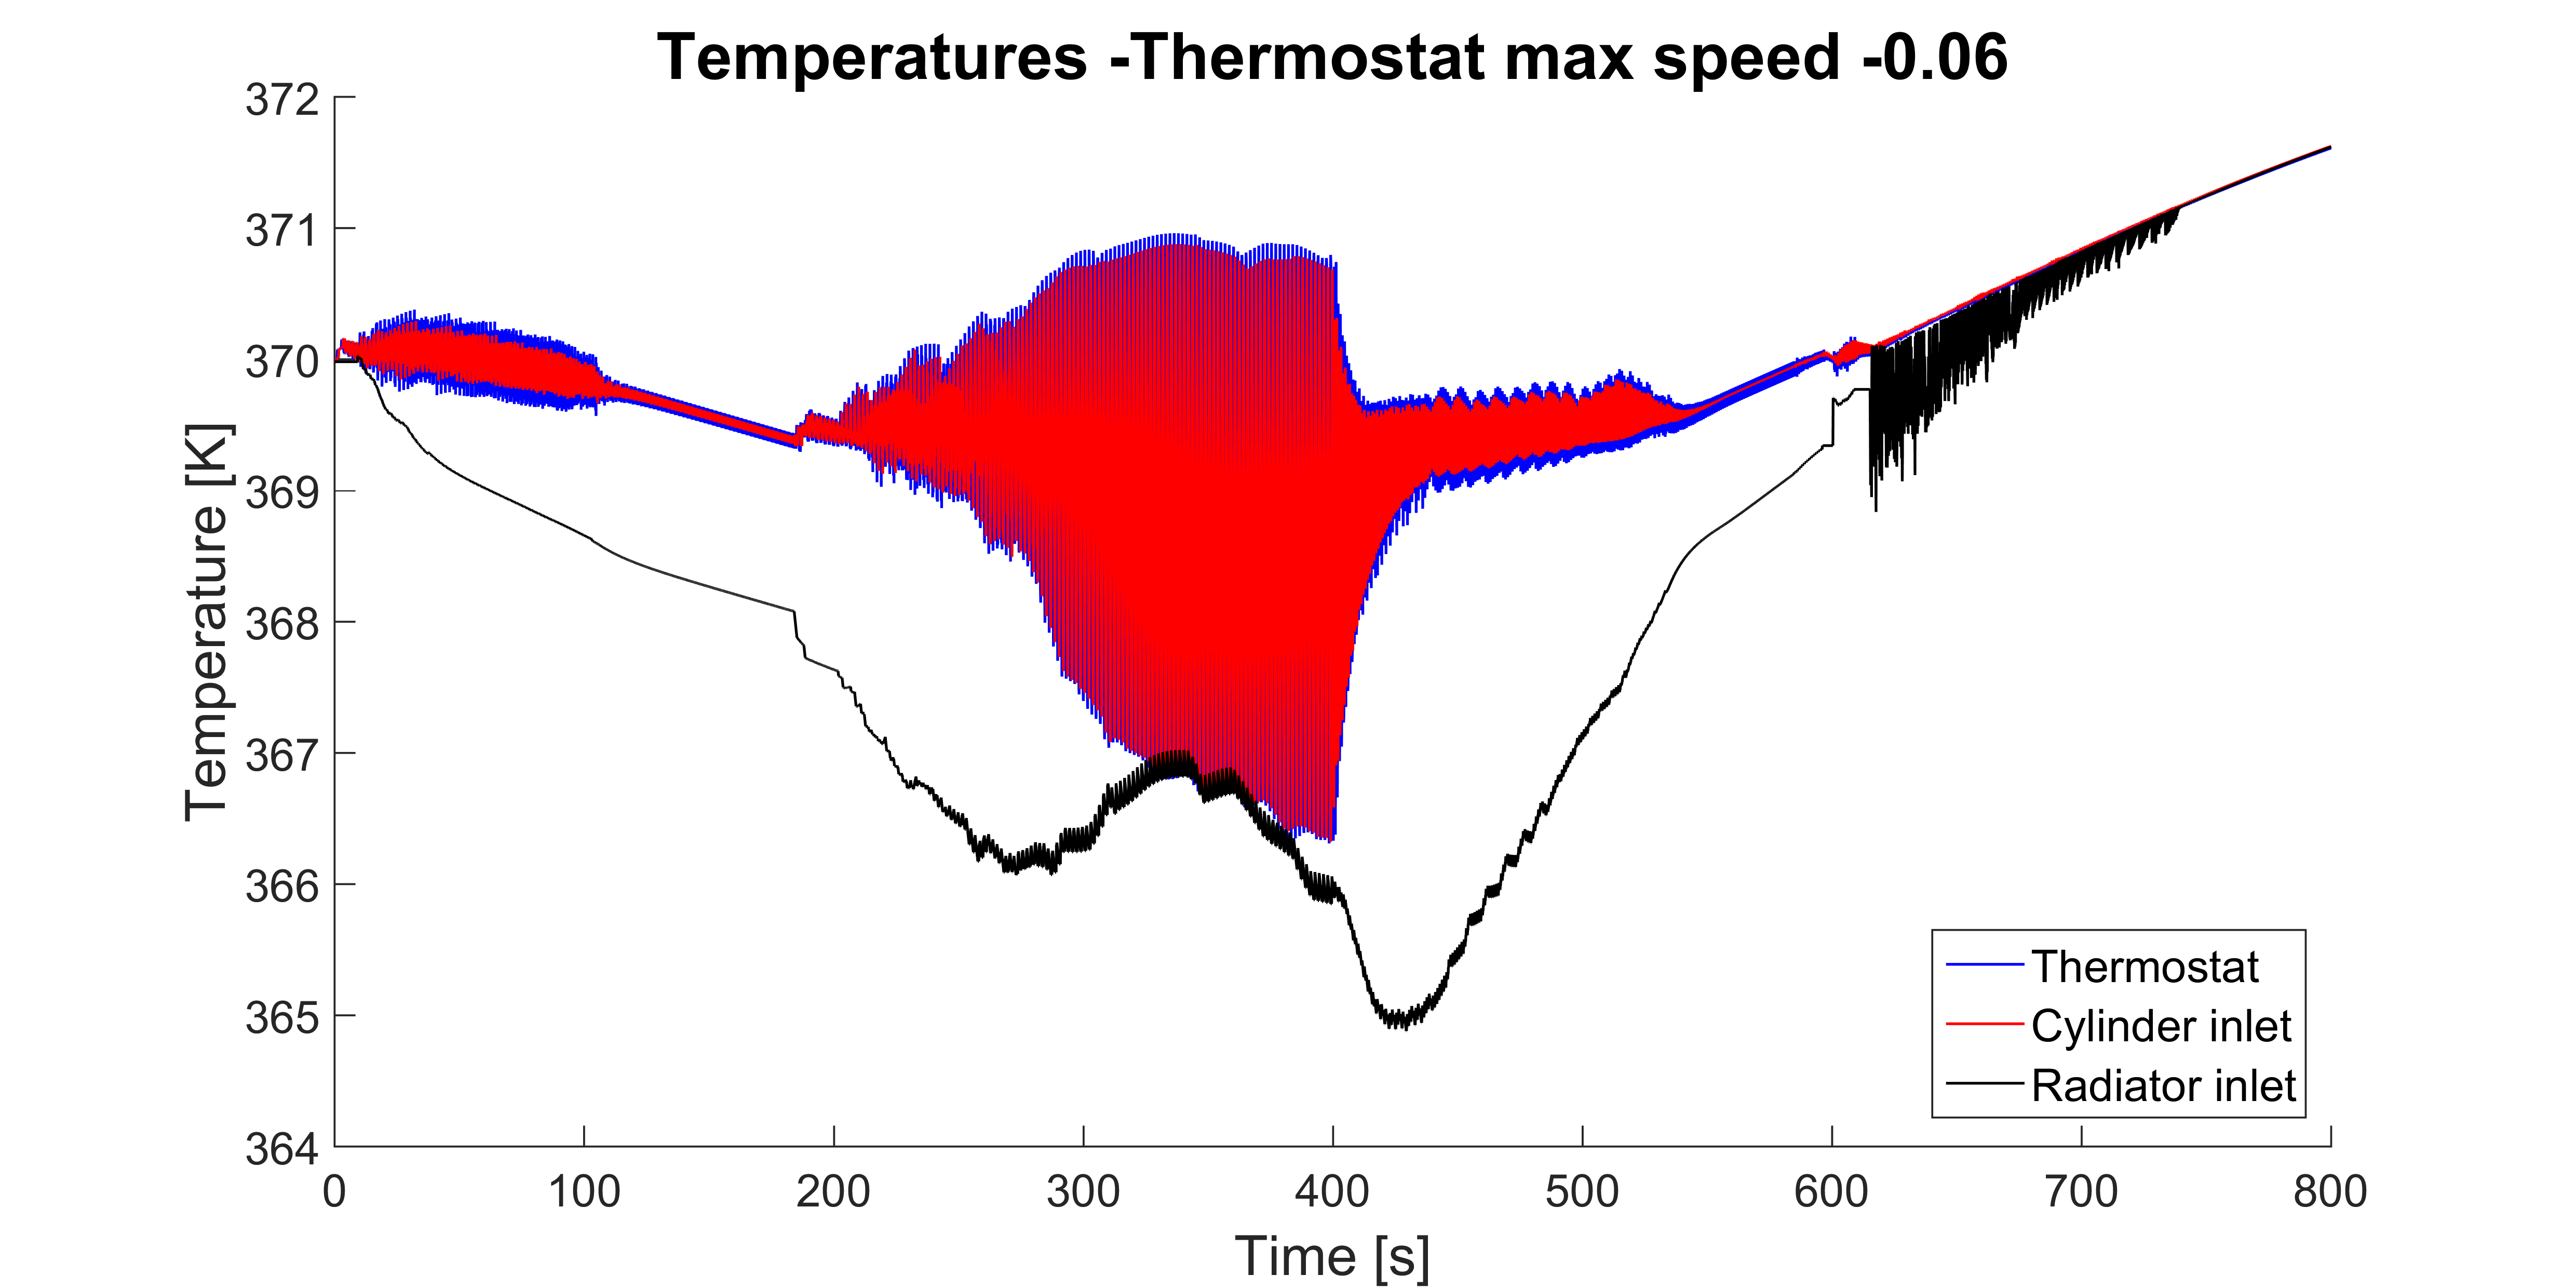 Temperatures -Thermostat max speed -0.06
372
371
370
369
368
367
366
365
364
Temperature [K]
0 100 200 300 400 500 600 700 800
Time [s]
Thermostat
Cylinder inlet
Radiator inlet